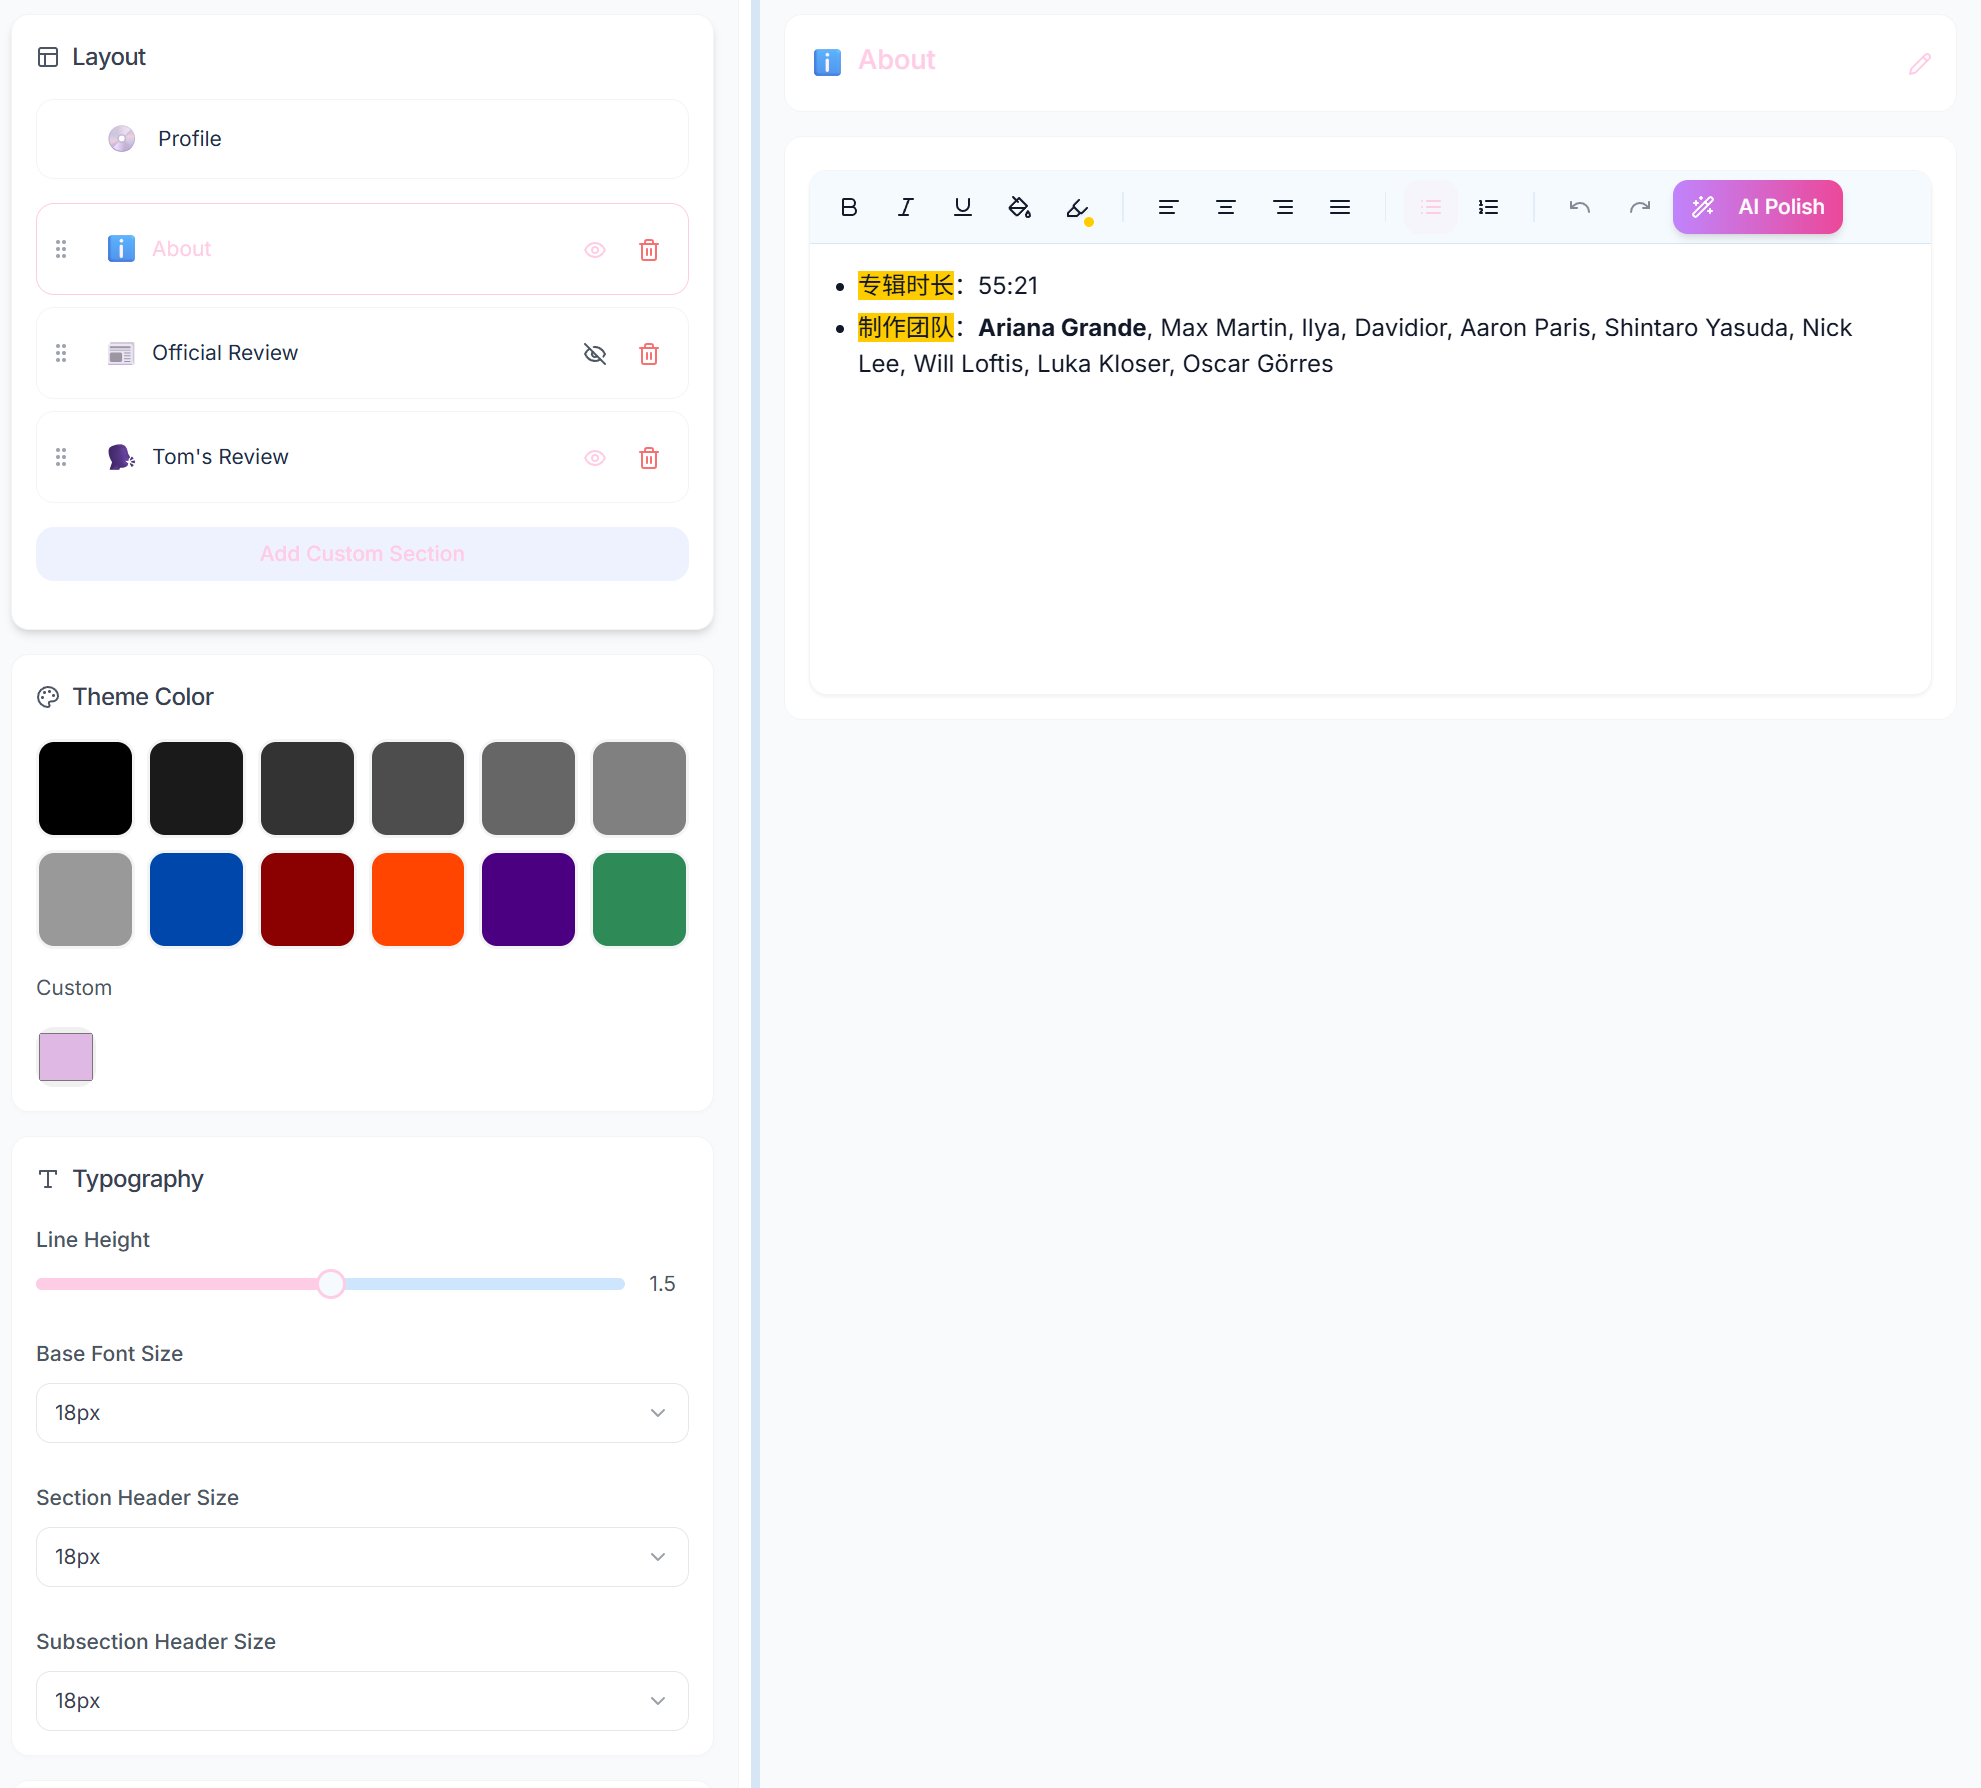 Layout
Profile
About
Official Review
Tom's Review
Add Custom Section
Theme Color
Custom
Typography
Line Height
1.5
Base Font Size
18px
Section Header Size
18px
Subsection Header Size
18px
About
AI Polish
专辑时长：55:21
制作团队：Ariana Grande, Max Martin, Ilya, Davidior, Aaron Paris, Shintaro Yasuda, Nick
Lee, Will Loftis, Luka Kloser, Oscar Görres